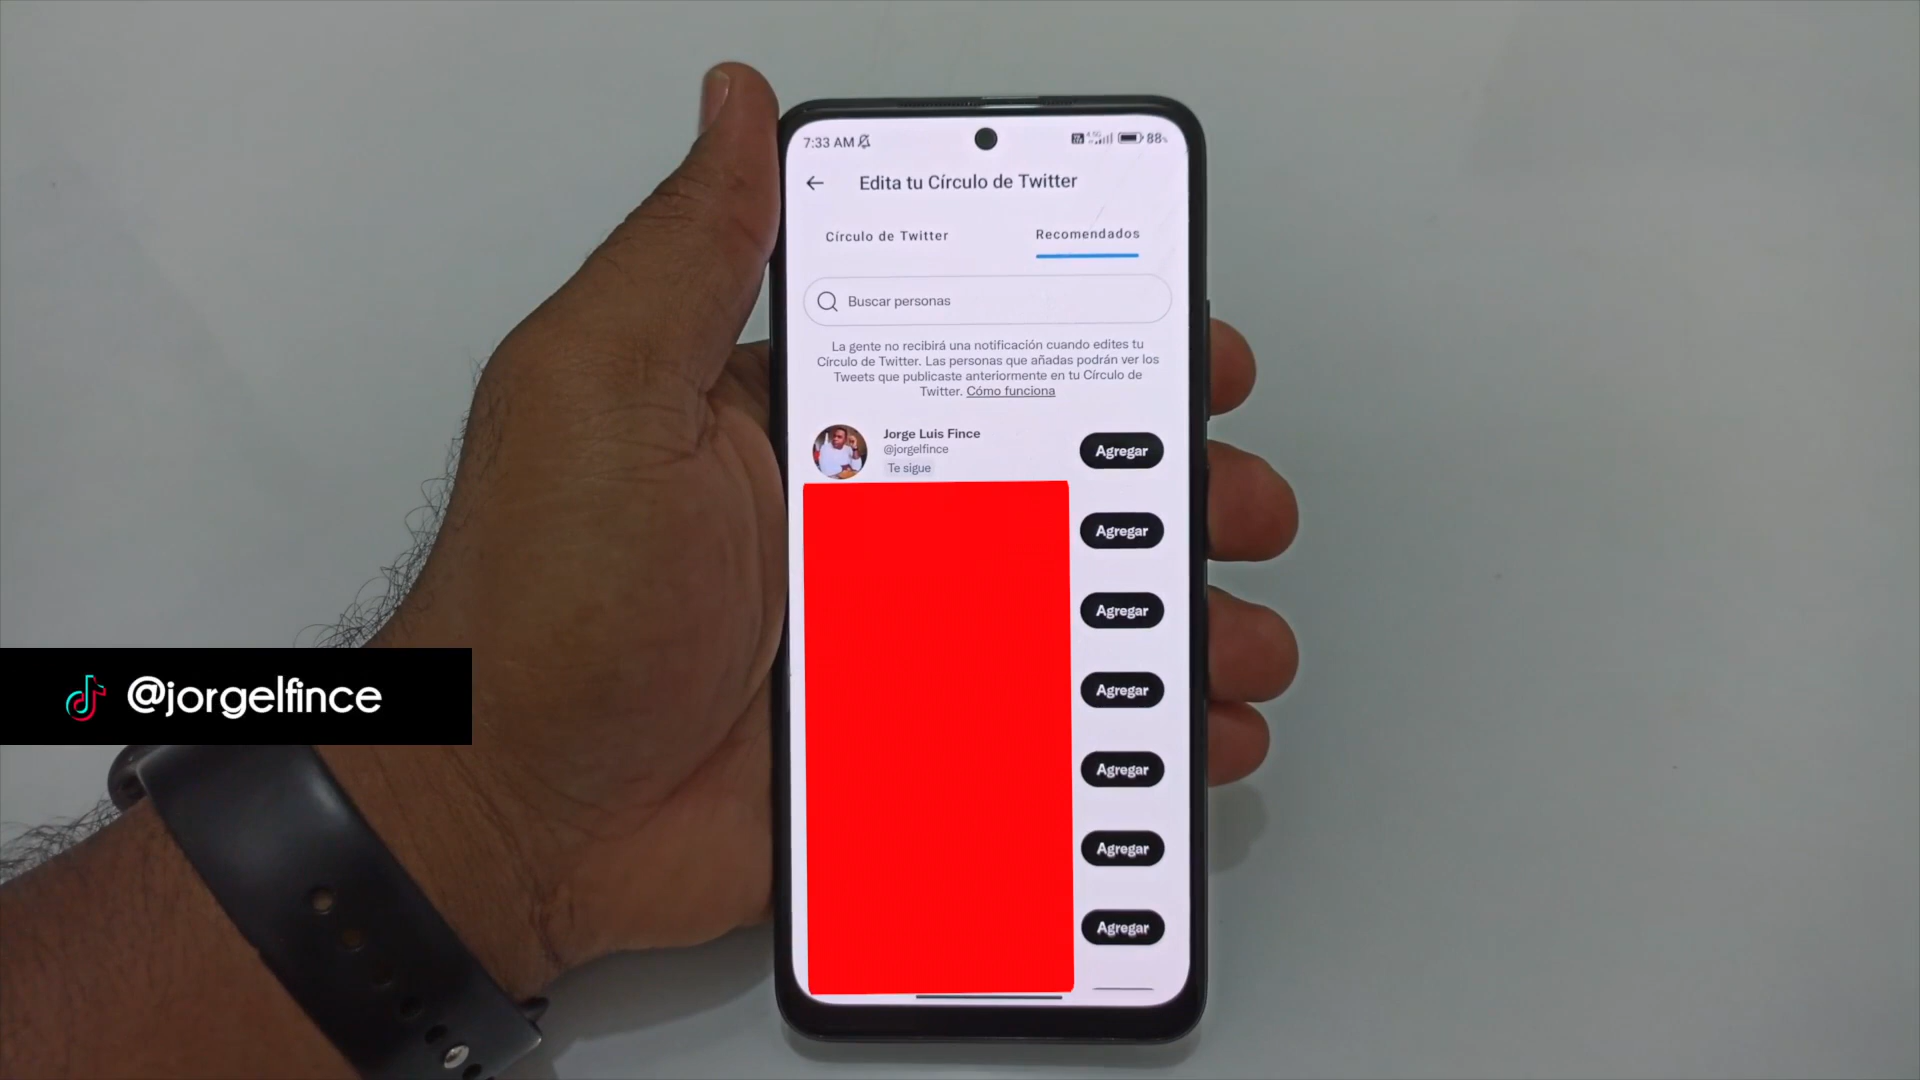 7:33 AM
88%
Edita tu Círculo de Twitter
Círculo de Twitter
Recomendados
Buscar personas
La gente no recibirá una notificación cuando edites tu
Círculo de Twitter. Las personas que añadas podrán ver los
Tweets que publicaste anteriormente en tu Círculo de
Twitter. Cómo funciona
Jorge Luis Fince
@jorgelfince
Te sigue
Agregar
Agregar
Agregar
Agregar
Agregar
Agregar
Agregar
@jorgelfince